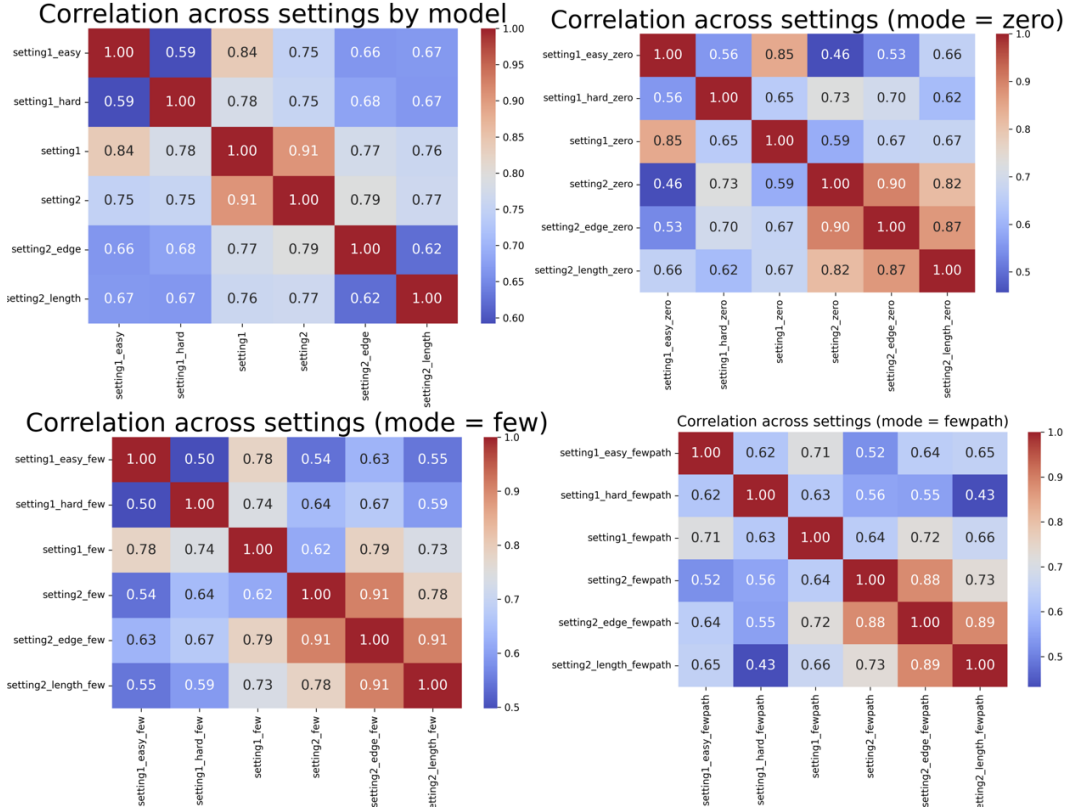 Correlation across settings by model
setting1_easy 1.00 0.59 0.84 0.75 0.66 0.67
setting1_hard 0.59 1.00 0.78 0.75 0.68 0.67
setting1 0.84 0.78 1.00 0.91 0.77 0.76
setting2 0.75 0.75 0.91 1.00 0.79 0.77
setting2_edge 0.66 0.68 0.77 0.79 1.00 0.62
setting2_length 0.67 0.67 0.76 0.77 0.62 1.00
setting1_easy setting1_hard setting1 setting2 setting2_edge setting2_length
1.00
0.95
0.90
0.85
0.80
0.75
0.70
0.65
0.60
Correlation across settings (mode = zero)
setting1_easy_zero 1.00 0.56 0.85 0.46 0.53 0.66
setting1_hard_zero 0.56 1.00 0.65 0.73 0.70 0.62
setting1_zero 0.85 0.65 1.00 0.59 0.67 0.67
setting2_zero 0.46 0.73 0.59 1.00 0.90 0.82
setting2_edge_zero 0.53 0.70 0.67 0.90 1.00 0.87
setting2_length_zero 0.66 0.62 0.67 0.82 0.87 1.00
setting1_easy_zero setting1_hard_zero setting1_zero setting2_zero setting2_edge_zero setting2_length_zero
1.0
0.9
0.8
0.7
0.6
0.5
Correlation across settings (mode = few)
setting1_easy_few 1.00 0.50 0.78 0.54 0.63 0.55
setting1_hard_few 0.50 1.00 0.74 0.64 0.67 0.59
setting1_few 0.78 0.74 1.00 0.62 0.79 0.73
setting2_few 0.54 0.64 0.62 1.00 0.91 0.78
setting2_edge_few 0.63 0.67 0.79 0.91 1.00 0.91
setting2_length_few 0.55 0.59 0.73 0.78 0.91 1.00
setting1_easy_few setting1_hard_few setting1_few setting2_few setting2_edge_few setting2_length_few
1.0
0.9
0.8
0.7
0.6
0.5
Correlation across settings (mode = fewpath)
setting1_easy_fewpath 1.00 0.62 0.71 0.52 0.64 0.65
setting1_hard_fewpath 0.62 1.00 0.63 0.56 0.55 0.43
setting1_fewpath 0.71 0.63 1.00 0.64 0.72 0.66
setting2_fewpath 0.52 0.56 0.64 1.00 0.88 0.73
setting2_edge_fewpath 0.64 0.55 0.72 0.88 1.00 0.89
setting2_length_fewpath 0.65 0.43 0.66 0.73 0.89 1.00
setting1_easy_fewpath setting1_hard_fewpath setting1_fewpath setting2_fewpath setting2_edge_fewpath setting2_length_fewpath
1.0
0.9
0.8
0.7
0.6
0.5